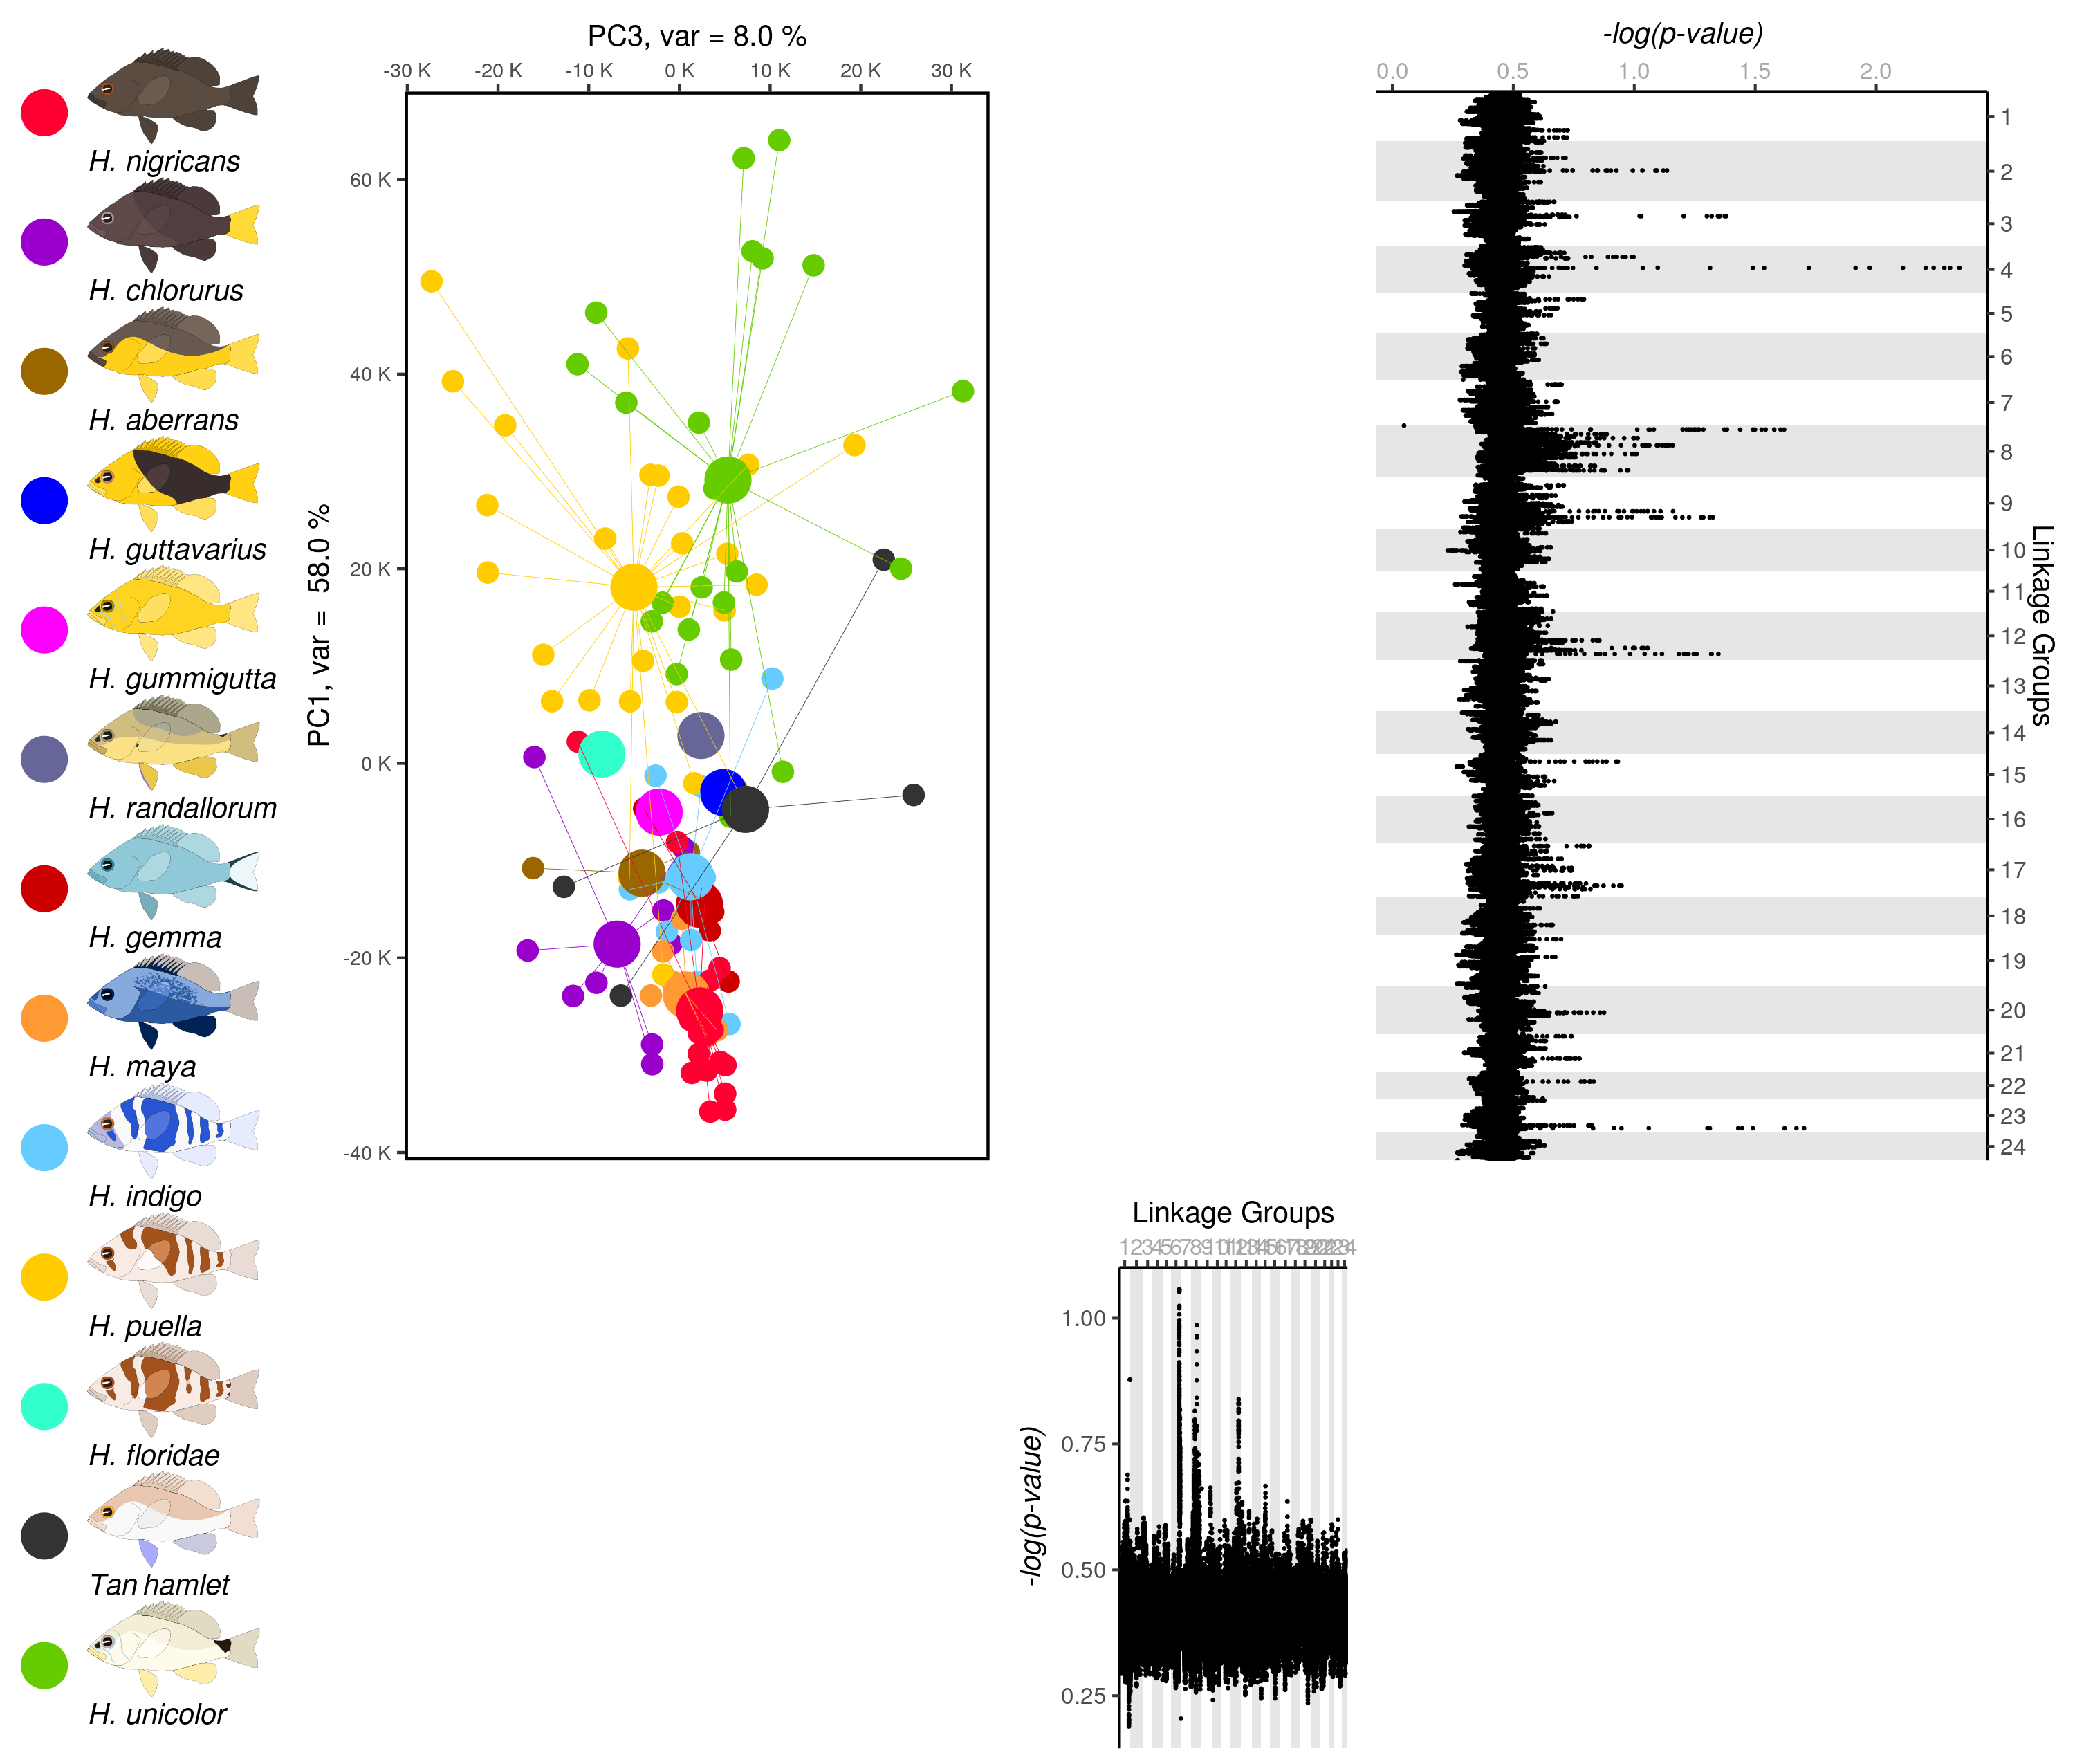 H. nigricans
H. chlorurus
H. aberrans
H. guttavarius
H. gummigutta
H. randallorum
H. gemma
H. maya
H. indigo
H. puella
H. floridae
Tan hamlet
H. unicolor
PC3, var = 8.0 %
-30 K -20 K -10 K 0 K 10 K 20 K 30 K
PC1, var = 58.0 %
60 K
40 K
20 K
0 K
-20 K
-40 K
-log(p-value)
0.0 0.5 1.0 1.5 2.0
1
2
3
4
5
6
7
8
9
10
11
12
13
14
15
16
17
18
19
20
21
22
23
24
Linkage Groups
Linkage Groups
-log(p-value)
1.00
0.75
0.50
0.25